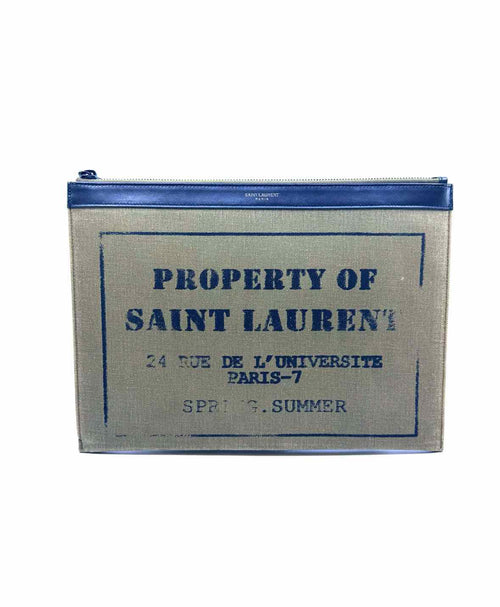 SAINT LAURENT
PARIS
PROPERTY OF
SAINT LAURENT
24 RUE DE L'UNIVERSITE
PARIS-7
SPRING.SUMMER